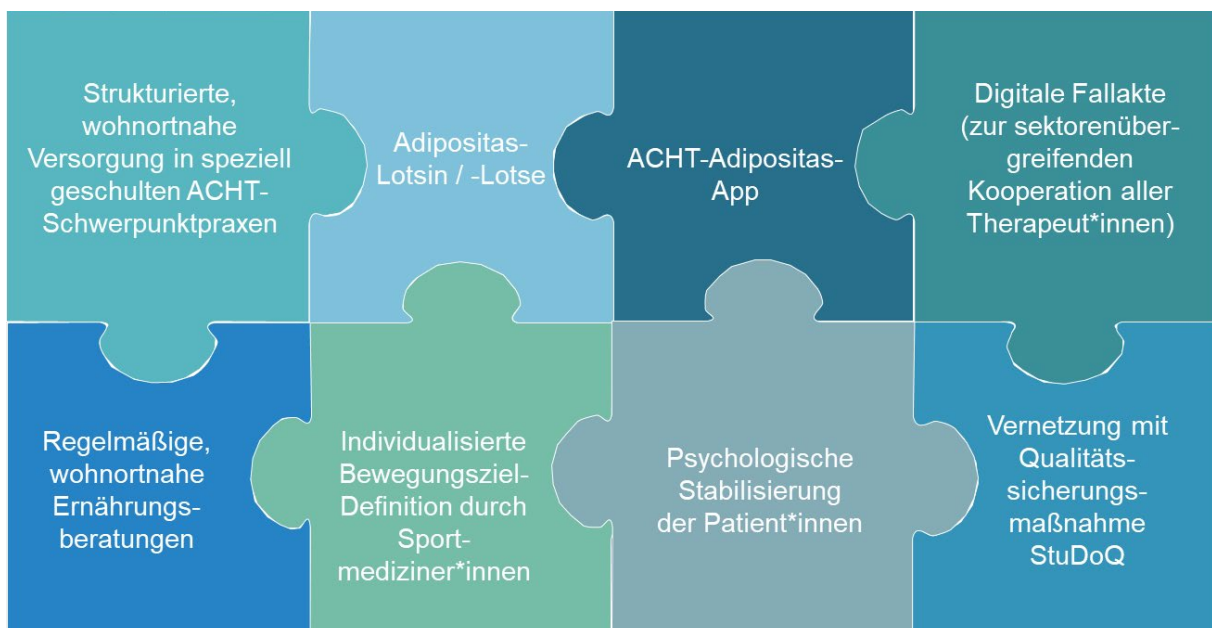 Strukturierte,
wohnortnahe
Versorgung in speziell
geschulten ACHT-
Schwerpunktpraxen
Adipositas-
Lotsin / -Lotse
ACHT-Adipositas-
App
Digitale Fallakte
(zur sektorenüber-
greifenden
Kooperation aller
Therapeut*innen)
Regelmäßige,
wohnortnahe
Ernährungs-
beratungen
Individualisierte
Bewegungsziel-
Definition durch
Sport-
mediziner*innen
Psychologische
Stabilisierung
der Patient*innen
Vernetzung mit
Qualitäts-
sicherungs-
maßnahme
StuDoQ